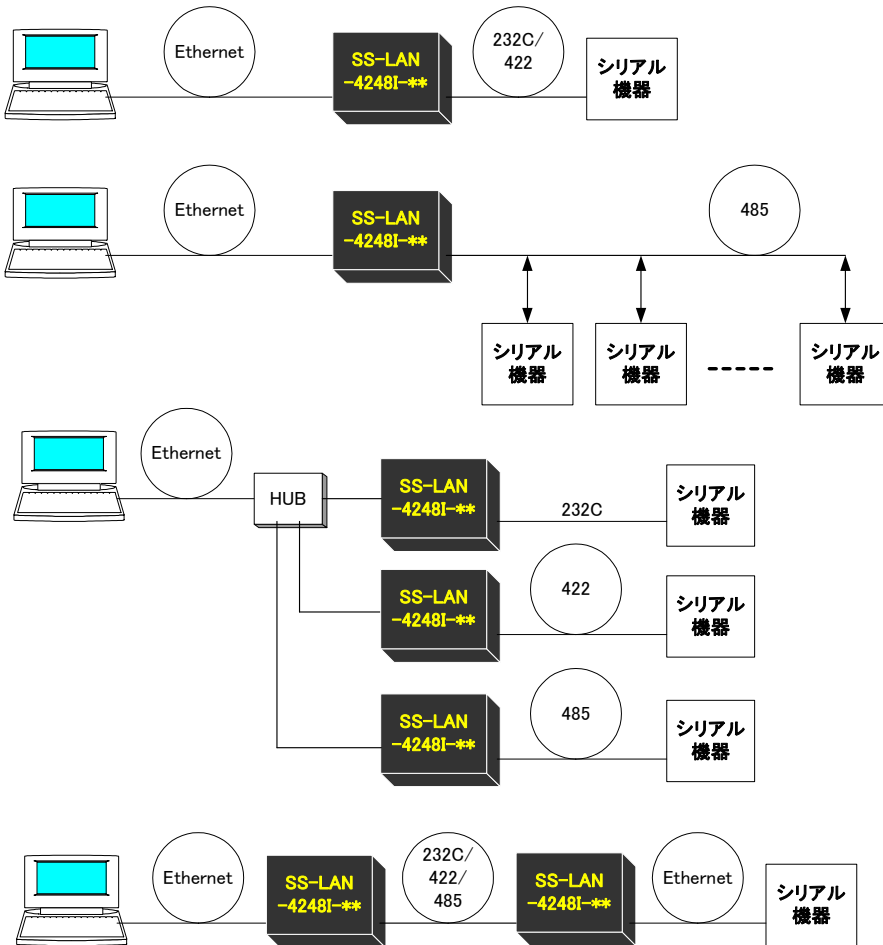 Ethernet
SS-LAN
-4248I-**
232C/
422
シリアル
機器
Ethernet
SS-LAN
-4248I-**
485
シリアル
機器
シリアル
機器
-----
シリアル
機器
Ethernet
HUB
SS-LAN
-4248I-**
232C
シリアル
機器
SS-LAN
-4248I-**
422
シリアル
機器
SS-LAN
-4248I-**
485
シリアル
機器
Ethernet
SS-LAN
-4248I-**
232C/
422/
485
SS-LAN
-4248I-**
Ethernet
シリアル
機器